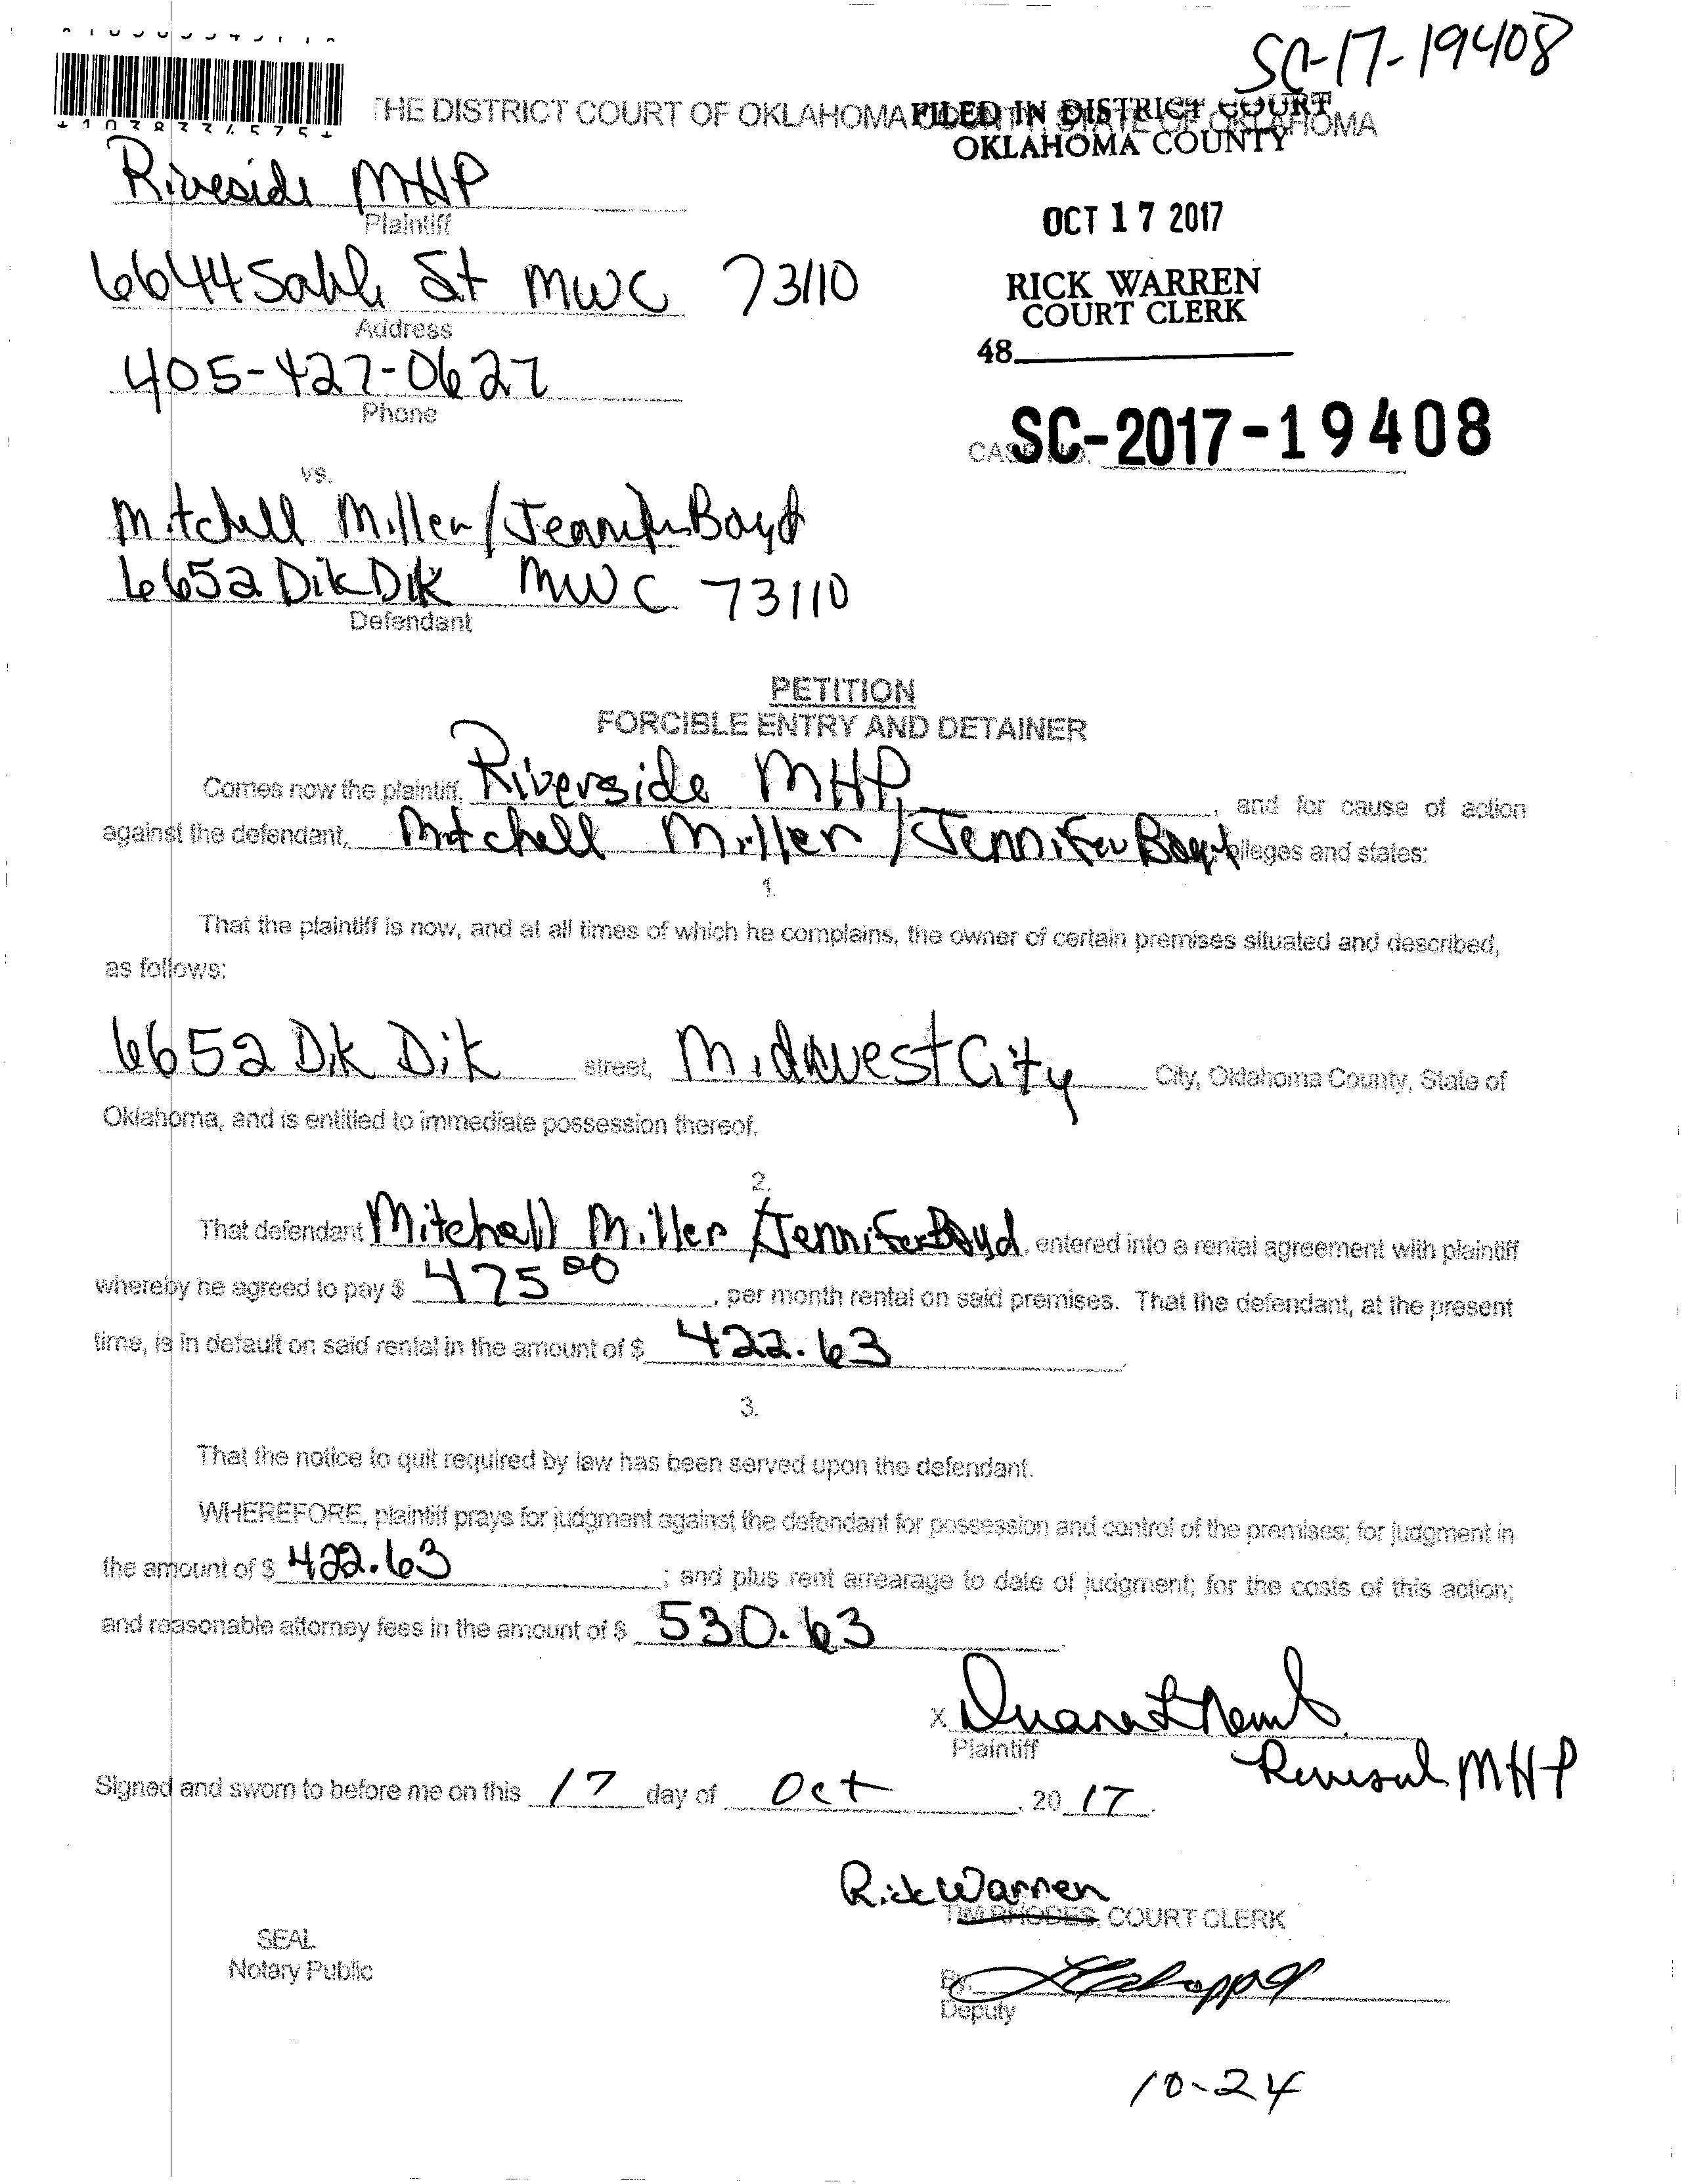 SC-17-19408
THE DISTRICT COURT OF OKLAHOMA COUNTY, STATE OF OKLAHOMA
FILED IN DISTRICT COURT
OKLAHOMA COUNTY
Riveside MHP
Plaintiff
OCT 17 2017
6644 Sable St MWC 73110
Address
RICK WARREN
COURT CLERK
48
405-427-0627
Phone
CASE NO. SC-2017-19408
vs.
Mitchell Miller/Jennifer Boyd
6652 Dik Dik MWC 73110
Defendant
PETITION
FORCIBLE ENTRY AND DETAINER
Comes now the plaintiff, Riverside MHP, and for cause of action
against the defendant, Mitchell Miller/Jennifer Boyd alleges and states:
1.
That the plaintiff is now, and at all times of which he complains, the owner of certain premises situated and described,
as follows:
6652 Dik Dik street, Midwest City City, Oklahoma County, State of
Oklahoma, and is entitled to immediate possession thereof.
2.
That defendant Mitchell Miller/Jennifer Boyd, entered into a rental agreement with plaintiff
whereby he agreed to pay $ 475 00, per month rental on said premises. That the defendant, at the present
time, is in default on said rental in the amount of $ 422.63.
3.
That the notice to quit required by law has been served upon the defendant.
WHEREFORE, plaintiff prays for judgment against the defendant for possession and control of the premises; for judgment in
the amount of $ 422.63; and plus rent arrearage to date of judgment; for the costs of this action;
and reasonable attorney fees in the amount of $ 530.63.
X
Plaintiff
MHP
Signed and sworn to before me on this 17 day of Oct, 20 17.
Rick Warren
TIM RHODES, COURT CLERK
SEAL
Notary Public
By:
Deputy
10-24